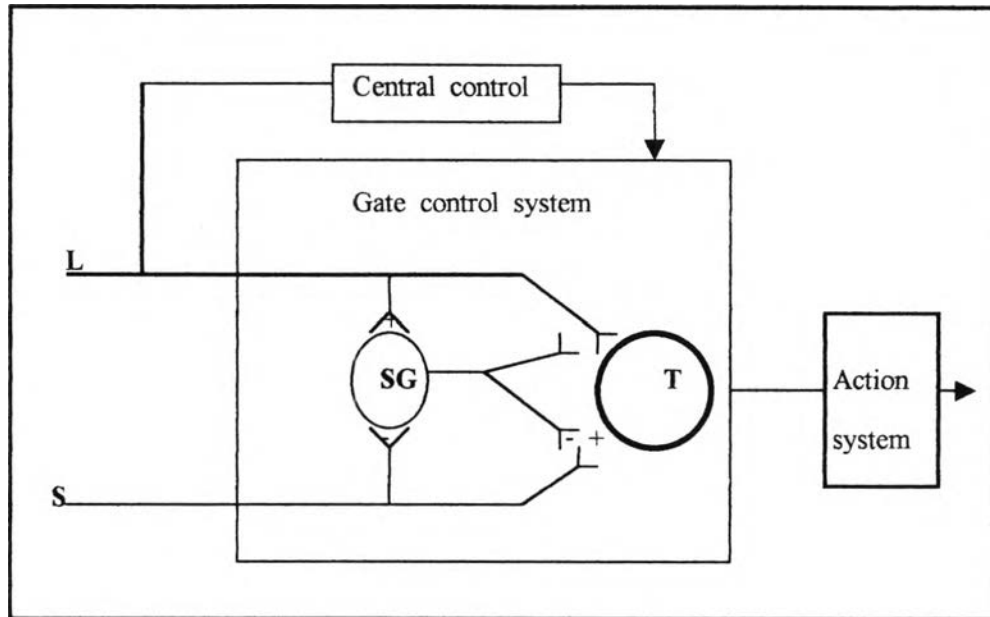 Central control
Gate control system
L
+
SG
T
-
- +
Action
system
S